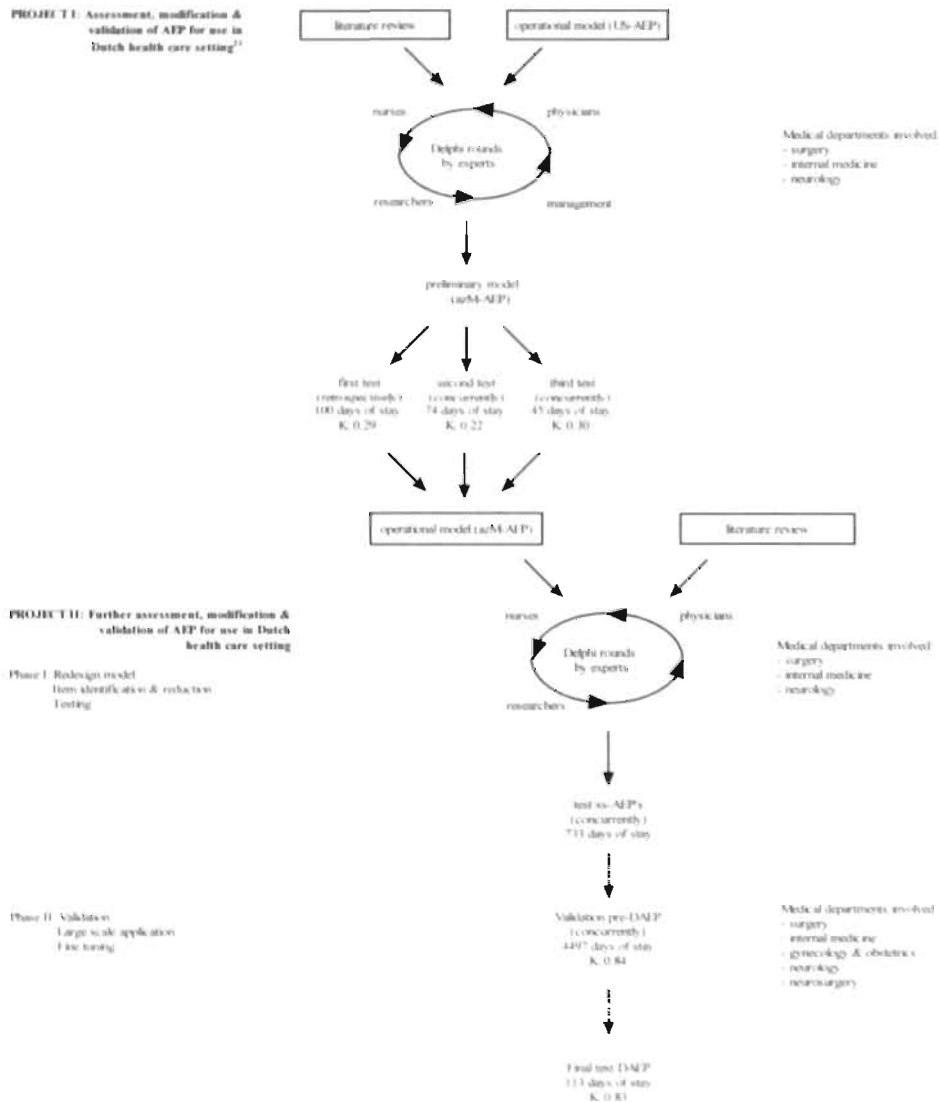 PROJECT I: Assessment, modification &
validation of AEP for use in
Dutch health care setting
literature review
operational model (US-AEP)
nurses
physicians
Delphi rounds
by experts
researchers
management
Medical departments involved
- surgery
- internal medicine
- neurology
preliminary model
(azM-AEP)
first test
(retrospectively)
100 days of stay
K 0.29
second test
(concurrently)
74 days of stay
K 0.22
third test
(concurrently)
45 days of stay
K 0.30
operational model (azM-AEP)
literature review
PROJECT II: Further assessment, modification &
validation of AEP for use in Dutch
health care setting
Phase I Redesign model
Item identification & reduction
Testing
nurses
physicians
Delphi rounds
by experts
researchers
Medical departments involved
- surgery
- internal medicine
- neurology
test vs-AEP's
(concurrently)
733 days of stay
Phase II Validation
Large scale application
Fine tuning
Validation pre-DAEP
(concurrently)
4497 days of stay
K 0.84
Medical departments involved
- surgery
- internal medicine
- gynecology & obstetrics
- neurology
- neurosurgery
Final test DAEP
113 days of stay
K 0.83